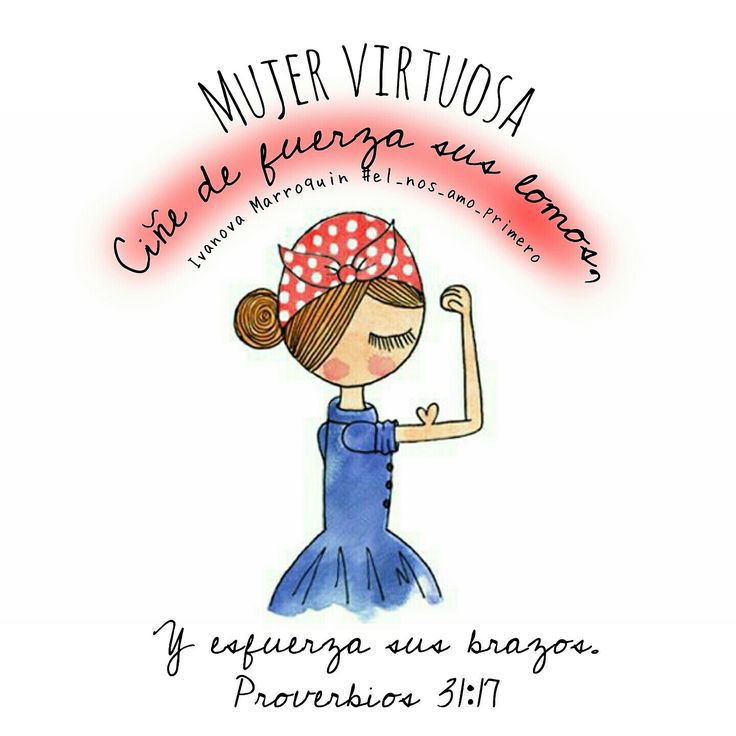 MUJER VIRTUOSA
Ciñe de fuerza sus lomos,
Ivanova Marroquin #el_nos_amo_primero
Y esfuerza sus brazos.
Proverbios 31:17